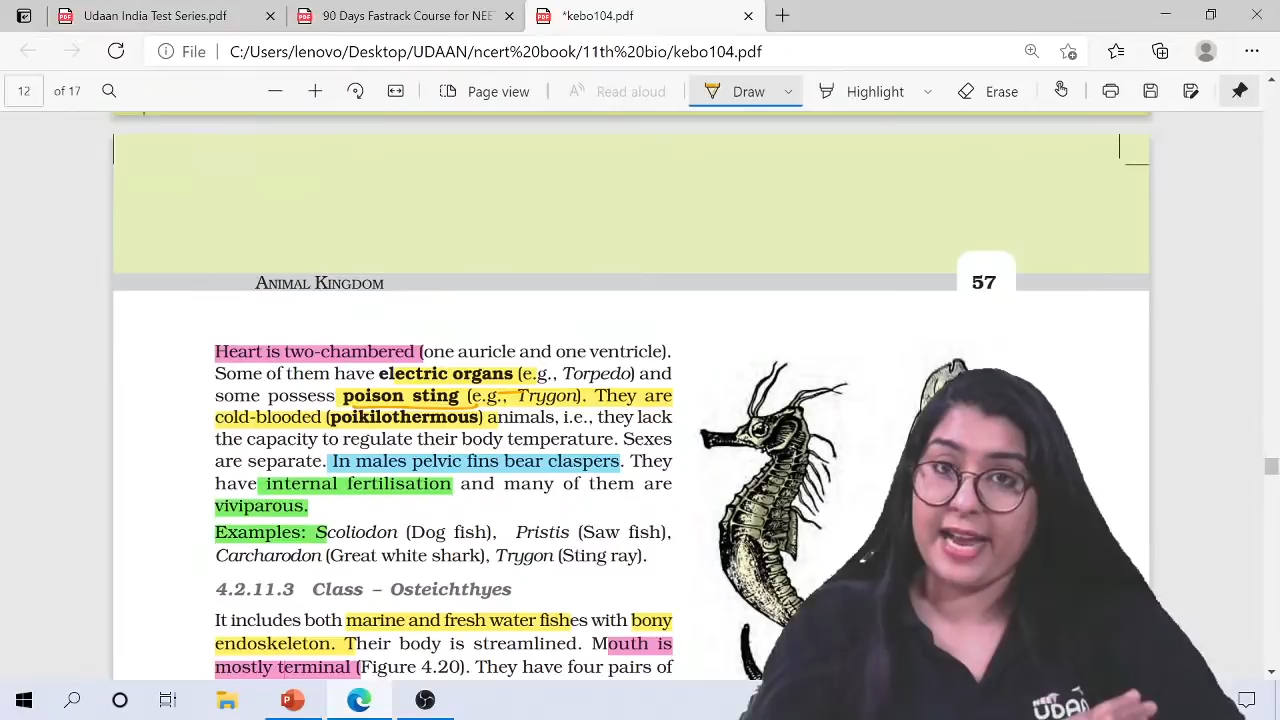 Udaan India Test Series.pdf
90 Days Fastrack Course for NEE
*kebo104.pdf
File
C:/Users/lenovo/Desktop/UDAAN/ncert%20book/11th%20bio/kebo104.pdf
12 of 17
Page view
Read aloud
Draw
Highlight
Erase
ANIMAL KINGDOM
57
Heart is two-chambered (one auricle and one ventricle).
Some of them have electric organs (e.g., Torpedo) and
some possess poison sting (e.g., Trygon). They are
cold-blooded (poikilothermous) animals, i.e., they lack
the capacity to regulate their body temperature. Sexes
are separate. In males pelvic fins bear claspers. They
have internal fertilisation and many of them are
viviparous.
Examples: Scoliodon (Dog fish), Pristis (Saw fish),
Carcharodon (Great white shark), Trygon (Sting ray).
4.2.11.3 Class – Osteichthyes
It includes both marine and fresh water fishes with bony
endoskeleton. Their body is streamlined. Mouth is
mostly terminal (Figure 4.20). They have four pairs of
NEET
UDAA